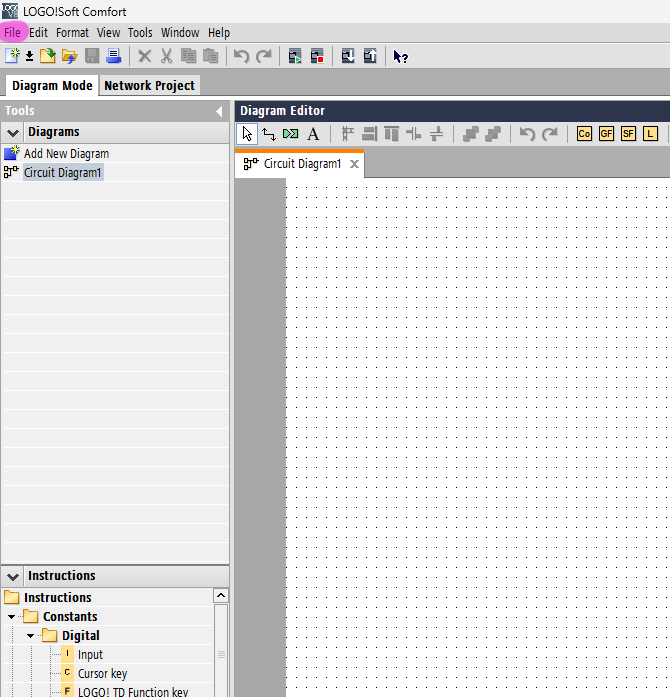 LOGO!Soft Comfort
File Edit Format View Tools Window Help
Diagram Mode Network Project
Tools
Diagrams
Add New Diagram
Circuit Diagram1
Diagram Editor
A Co GF SF L
Circuit Diagram1
Instructions
Instructions
Constants
Digital
I Input
C Cursor key
F LOGO! TD Function key